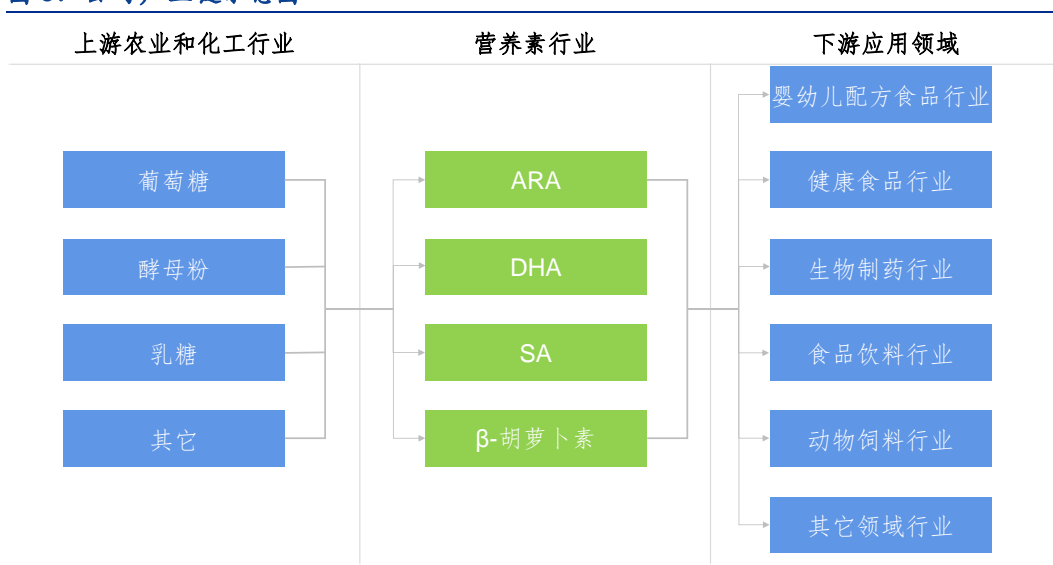 上游农业和化工行业
营养素行业
下游应用领域
葡萄糖
酵母粉
乳糖
其它
ARA
DHA
SA
β-胡萝卜素
婴幼儿配方食品行业
健康食品行业
生物制药行业
食品饮料行业
动物饲料行业
其它领域行业